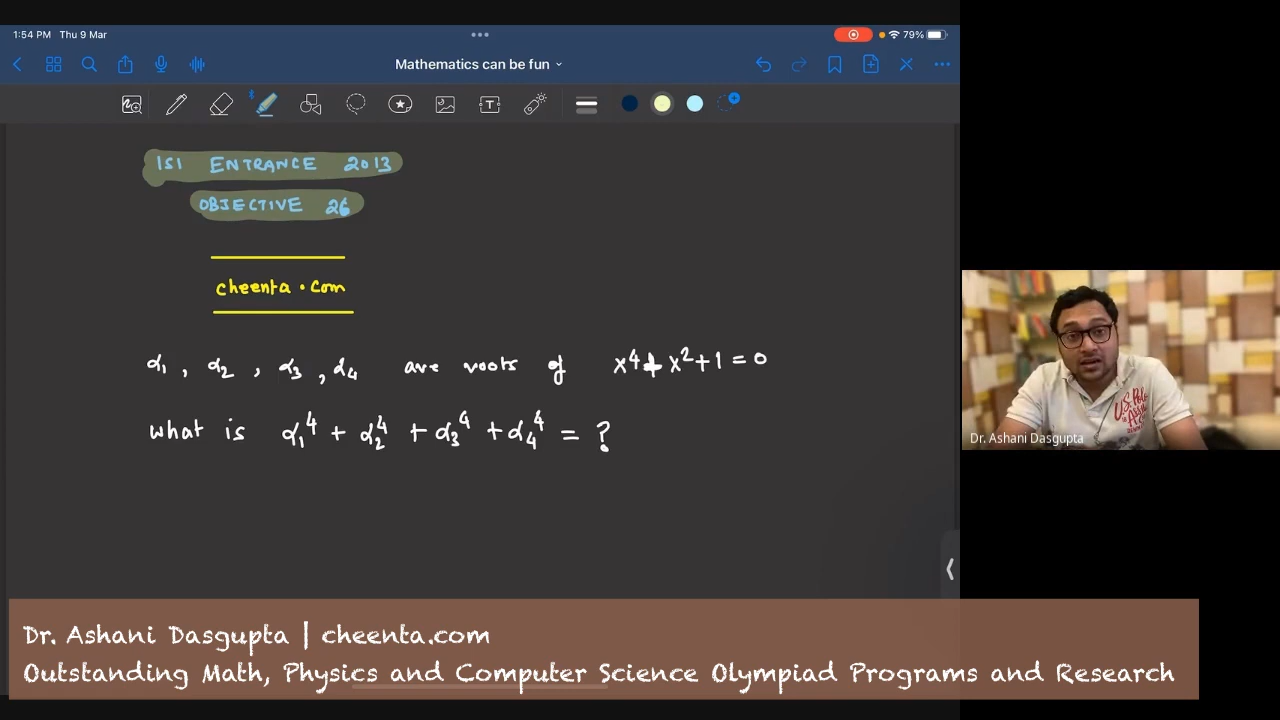 1:54 PM Thu 9 Mar
79%
Mathematics can be fun
ISI ENTRANCE 2013
OBJECTIVE 26
cheenta.com
α₁, α₂, α₃, α₄ are roots of x⁴+x²+1=0
what is α₁⁴ + α₂⁴ + α₃⁴ + α₄⁴ = ?
U.S. Polo
Dr. Ashani Dasgupta
Dr. Ashani Dasgupta | cheenta.com
Outstanding Math, Physics and Computer Science Olympiad Programs and Research